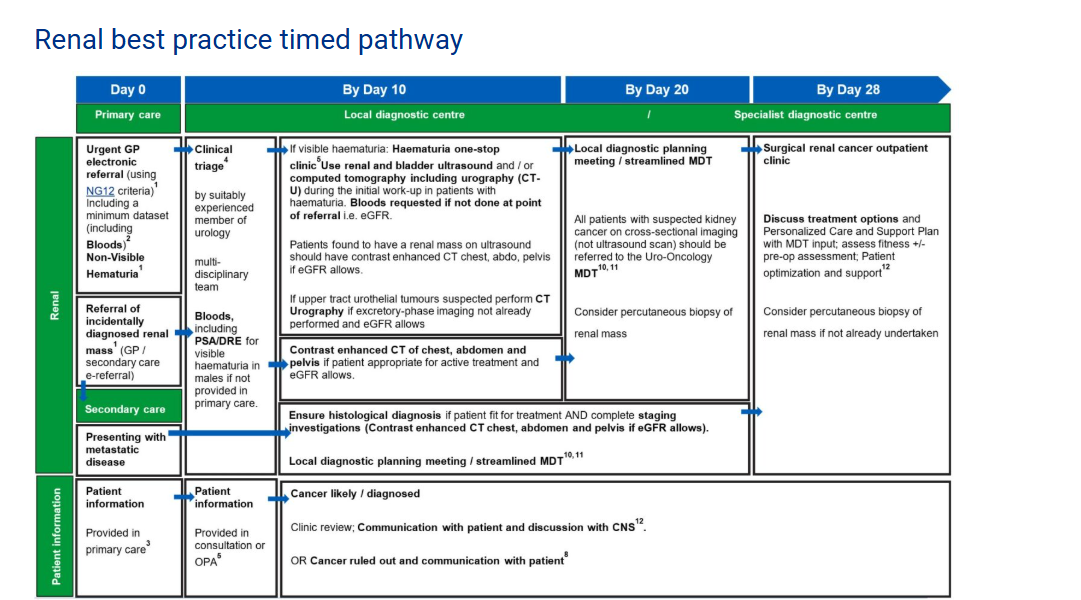 Renal best practice timed pathway
Day 0
By Day 10
By Day 20
By Day 28
Primary care
Local diagnostic centre
/
Specialist diagnostic centre
Renal
Urgent GP
electronic
referral (using
NG12 criteria)1
Including a
minimum dataset
(including
Bloods)2
Non-Visible
Hematuria1
Referral of
incidentally
diagnosed renal
mass1 (GP /
secondary care
e-referral)
Secondary care
Presenting with
metastatic
disease
Clinical
triage4
by suitably
experienced
member of
urology
multi-
disciplinary
team
Bloods,
including
PSA/DRE for
visible
haematuria in
males if not
provided in
primary care.
If visible haematuria: Haematuria one-stop
clinic5 Use renal and bladder ultrasound and / or
computed tomography including urography (CT-
U) during the initial work-up in patients with
haematuria. Bloods requested if not done at point
of referral i.e. eGFR.
Patients found to have a renal mass on ultrasound
should have contrast enhanced CT chest, abdo, pelvis
if eGFR allows.
If upper tract urothelial tumours suspected perform CT
Urography if excretory-phase imaging not already
performed and eGFR allows
Contrast enhanced CT of chest, abdomen and
pelvis if patient appropriate for active treatment and
eGFR allows.
Ensure histological diagnosis if patient fit for treatment AND complete staging
investigations (Contrast enhanced CT chest, abdomen and pelvis if eGFR allows).
Local diagnostic planning meeting / streamlined MDT10, 11
Local diagnostic planning
meeting / streamlined MDT
All patients with suspected kidney
cancer on cross-sectional imaging
(not ultrasound scan) should be
referred to the Uro-Oncology
MDT10, 11
Consider percutaneous biopsy of
renal mass
Surgical renal cancer outpatient
clinic
Discuss treatment options and
Personalized Care and Support Plan
with MDT input; assess fitness +/-
pre-op assessment; Patient
optimization and support12
Consider percutaneous biopsy of
renal mass if not already undertaken
Patient information
Patient
information
Provided in
primary care3
Patient
information
Provided in
consultation or
OPA5
Cancer likely / diagnosed
Clinic review; Communication with patient and discussion with CNS12.
OR Cancer ruled out and communication with patient8